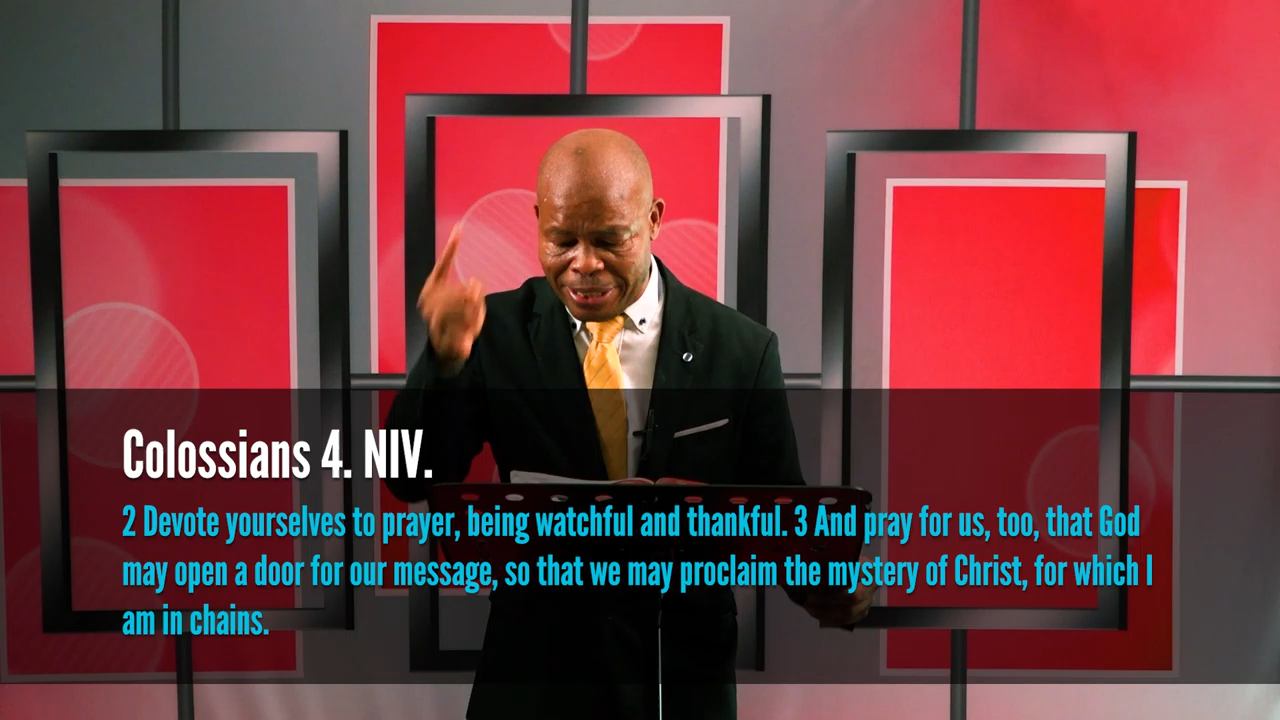 Colossians 4. NIV.
2 Devote yourselves to prayer, being watchful and thankful. 3 And pray for us, too, that God
may open a door for our message, so that we may proclaim the mystery of Christ, for which I
am in chains.